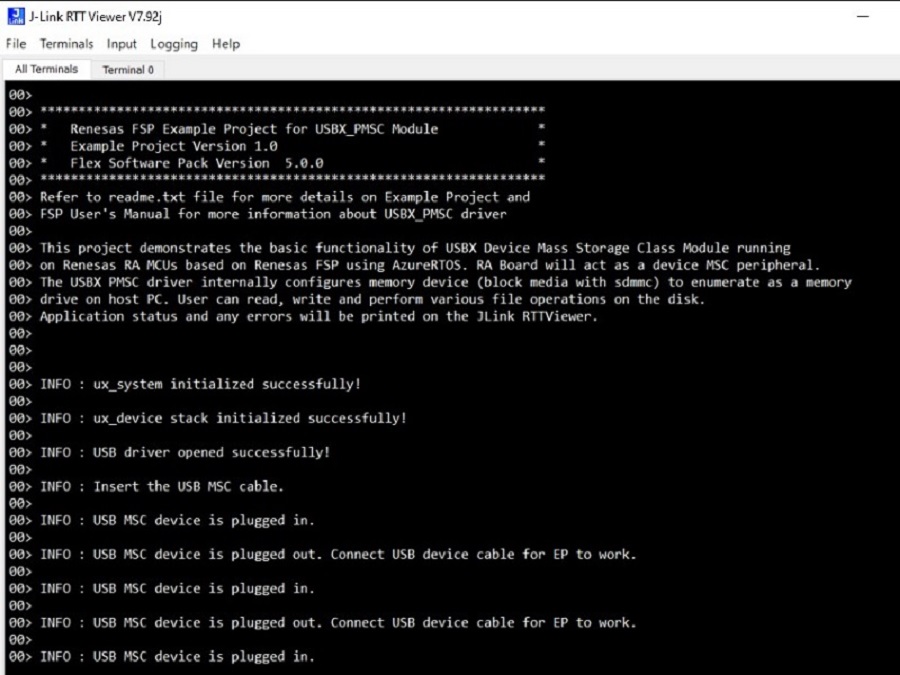 J-Link RTT Viewer V7.92j
File Terminals Input Logging Help
All Terminals Terminal 0
00>
00> ******************************************************************
00> *   Renesas FSP Example Project for USBX_PMSC Module             *
00> *   Example Project Version 1.0                                  *
00> *   Flex Software Pack Version  5.0.0                            *
00> ******************************************************************
00> Refer to readme.txt file for more details on Example Project and
00> FSP User's Manual for more information about USBX_PMSC driver
00>
00> This project demonstrates the basic functionality of USBX Device Mass Storage Class Module running
00> on Renesas RA MCUs based on Renesas FSP using AzureRTOS. RA Board will act as a device MSC peripheral.
00> The USBX PMSC driver internally configures memory device (block media with sdmmc) to enumerate as a memory
00> drive on host PC. User can read, write and perform various file operations on the disk.
00> Application status and any errors will be printed on the JLink RTTViewer.
00>
00>
00>
00> INFO : ux_system initialized successfully!
00>
00> INFO : ux_device stack initialized successfully!
00>
00> INFO : USB driver opened successfully!
00>
00> INFO : Insert the USB MSC cable.
00>
00> INFO : USB MSC device is plugged in.
00>
00> INFO : USB MSC device is plugged out. Connect USB device cable for EP to work.
00>
00> INFO : USB MSC device is plugged in.
00>
00> INFO : USB MSC device is plugged out. Connect USB device cable for EP to work.
00>
00> INFO : USB MSC device is plugged in.